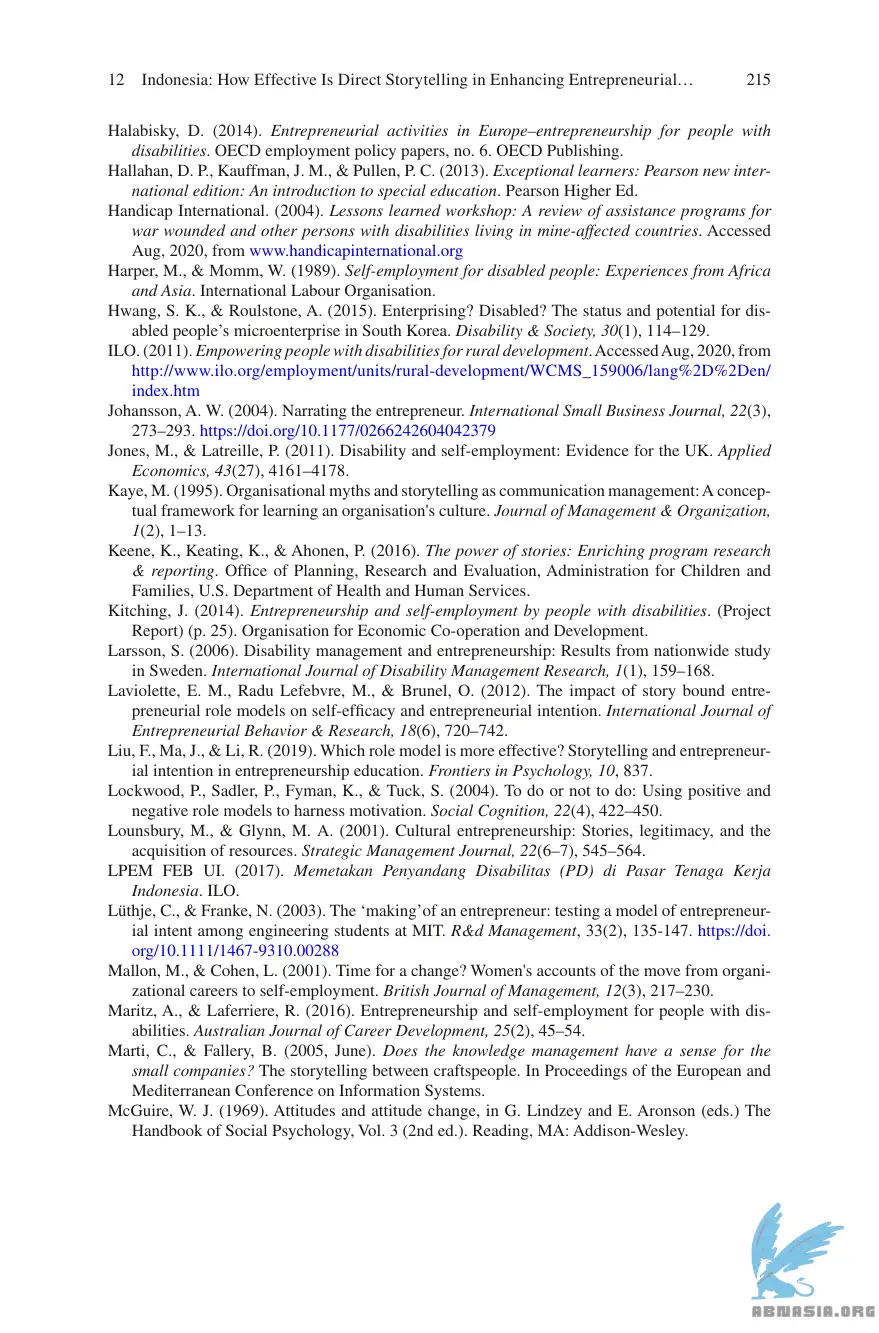 12 Indonesia: How Effective Is Direct Storytelling in Enhancing Entrepreneurial… 215
Halabisky, D. (2014). Entrepreneurial activities in Europe–entrepreneurship for people with
disabilities. OECD employment policy papers, no. 6. OECD Publishing.
Hallahan, D. P., Kauffman, J. M., & Pullen, P. C. (2013). Exceptional learners: Pearson new inter-
national edition: An introduction to special education. Pearson Higher Ed.
Handicap International. (2004). Lessons learned workshop: A review of assistance programs for
war wounded and other persons with disabilities living in mine-affected countries. Accessed
Aug, 2020, from www.handicapinternational.org
Harper, M., & Momm, W. (1989). Self-employment for disabled people: Experiences from Africa
and Asia. International Labour Organisation.
Hwang, S. K., & Roulstone, A. (2015). Enterprising? Disabled? The status and potential for dis-
abled people’s microenterprise in South Korea. Disability & Society, 30(1), 114–129.
ILO. (2011). Empowering people with disabilities for rural development. Accessed Aug, 2020, from
http://www.ilo.org/employment/units/rural-development/WCMS_159006/lang%2D%2Den/
index.htm
Johansson, A. W. (2004). Narrating the entrepreneur. International Small Business Journal, 22(3),
273–293. https://doi.org/10.1177/0266242604042379
Jones, M., & Latreille, P. (2011). Disability and self-employment: Evidence for the UK. Applied
Economics, 43(27), 4161–4178.
Kaye, M. (1995). Organisational myths and storytelling as communication management: A concep-
tual framework for learning an organisation's culture. Journal of Management & Organization,
1(2), 1–13.
Keene, K., Keating, K., & Ahonen, P. (2016). The power of stories: Enriching program research
& reporting. Office of Planning, Research and Evaluation, Administration for Children and
Families, U.S. Department of Health and Human Services.
Kitching, J. (2014). Entrepreneurship and self-employment by people with disabilities. (Project
Report) (p. 25). Organisation for Economic Co-operation and Development.
Larsson, S. (2006). Disability management and entrepreneurship: Results from nationwide study
in Sweden. International Journal of Disability Management Research, 1(1), 159–168.
Laviolette, E. M., Radu Lefebvre, M., & Brunel, O. (2012). The impact of story bound entre-
preneurial role models on self-efficacy and entrepreneurial intention. International Journal of
Entrepreneurial Behavior & Research, 18(6), 720–742.
Liu, F., Ma, J., & Li, R. (2019). Which role model is more effective? Storytelling and entrepreneur-
ial intention in entrepreneurship education. Frontiers in Psychology, 10, 837.
Lockwood, P., Sadler, P., Fyman, K., & Tuck, S. (2004). To do or not to do: Using positive and
negative role models to harness motivation. Social Cognition, 22(4), 422–450.
Lounsbury, M., & Glynn, M. A. (2001). Cultural entrepreneurship: Stories, legitimacy, and the
acquisition of resources. Strategic Management Journal, 22(6–7), 545–564.
LPEM FEB UI. (2017). Memetakan Penyandang Disabilitas (PD) di Pasar Tenaga Kerja
Indonesia. ILO.
Lüthje, C., & Franke, N. (2003). The ‘making’of an entrepreneur: testing a model of entrepreneur-
ial intent among engineering students at MIT. R&d Management, 33(2), 135-147. https://doi.
org/10.1111/1467-9310.00288
Mallon, M., & Cohen, L. (2001). Time for a change? Women's accounts of the move from organi-
zational careers to self-employment. British Journal of Management, 12(3), 217–230.
Maritz, A., & Laferriere, R. (2016). Entrepreneurship and self-employment for people with dis-
abilities. Australian Journal of Career Development, 25(2), 45–54.
Marti, C., & Fallery, B. (2005, June). Does the knowledge management have a sense for the
small companies? The storytelling between craftspeople. In Proceedings of the European and
Mediterranean Conference on Information Systems.
McGuire, W. J. (1969). Attitudes and attitude change, in G. Lindzey and E. Aronson (eds.) The
Handbook of Social Psychology, Vol. 3 (2nd ed.). Reading, MA: Addison-Wesley.
ABNASIA.ORG